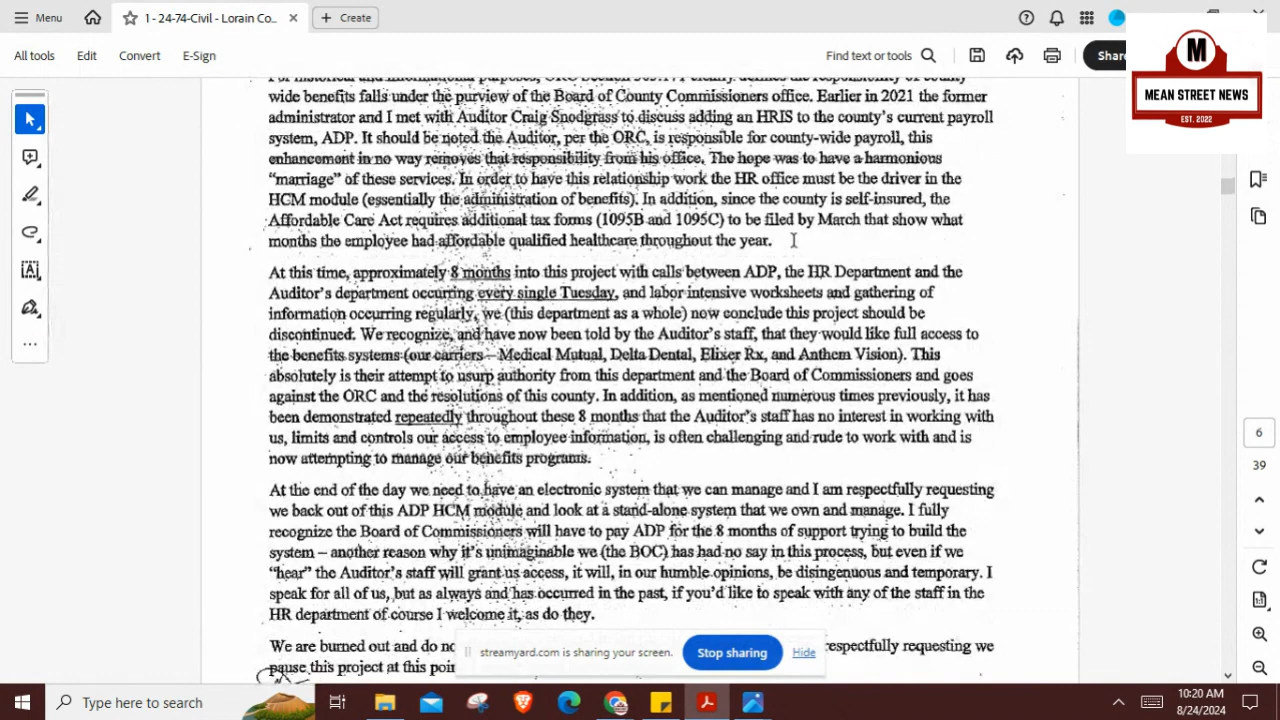 Menu
1 - 24-74-Civil - Lorain Co...
Create
All tools
Edit
Convert
E-Sign
Find text or tools
Share
M
MEAN STREET NEWS
EST. 2022
wide benefits falls under the purview of the Board of County Commissioners office. Earlier in 2021 the former
administrator and I met with Auditor Craig Snodgrass to discuss adding an HRIS to the county's current payroll
system, ADP. It should be noted the Auditor, per the ORC, is responsible for county-wide payroll, this
enhancement in no way removes that responsibility from his office. The hope was to have a harmonious
"marriage" of these services. In order to have this relationship work the HR office must be the driver in the
HCM module (essentially the administration of benefits). In addition, since the county is self-insured, the
Affordable Care Act requires additional tax forms (1095B and 1095C) to be filed by March that show what
months the employee had affordable qualified healthcare throughout the year.
At this time, approximately 8 months into this project with calls between ADP, the HR Department and the
Auditor's department occurring every single Tuesday, and labor intensive worksheets and gathering of
information occurring regularly, we (this department as a whole) now conclude this project should be
discontinued. We recognize, and have now been told by the Auditor's staff, that they would like full access to
the benefits systems (our carriers – Medical Mutual, Delta Dental, Elixer Rx, and Anthem Vision). This
absolutely is their attempt to usurp authority from this department and the Board of Commissioners and goes
against the ORC and the resolutions of this county. In addition, as mentioned numerous times previously, it has
been demonstrated repeatedly throughout these 8 months that the Auditor's staff has no interest in working with
us, limits and controls our access to employee information, is often challenging and rude to work with and is
now attempting to manage our benefits programs.
At the end of the day we need to have an electronic system that we can manage and I am respectfully requesting
we back out of this ADP HCM module and look at a stand-alone system that we own and manage. I fully
recognize the Board of Commissioners will have to pay ADP for the 8 months of support trying to build the
system – another reason why it's unimaginable we (the BOC) has had no say in this process, but even if we
"hear" the Auditor's staff will grant us access, it will, in our humble opinions, be disingenuous and temporary. I
speak for all of us, but as always and has occurred in the past, if you'd like to speak with any of the staff in the
HR department of course I welcome it, as do they.
We are burned out and do respectfully requesting we
pause this project at this
streamyard.com is sharing your screen.
Stop sharing
Hide
6
39
Type here to search
10:20 AM
8/24/2024